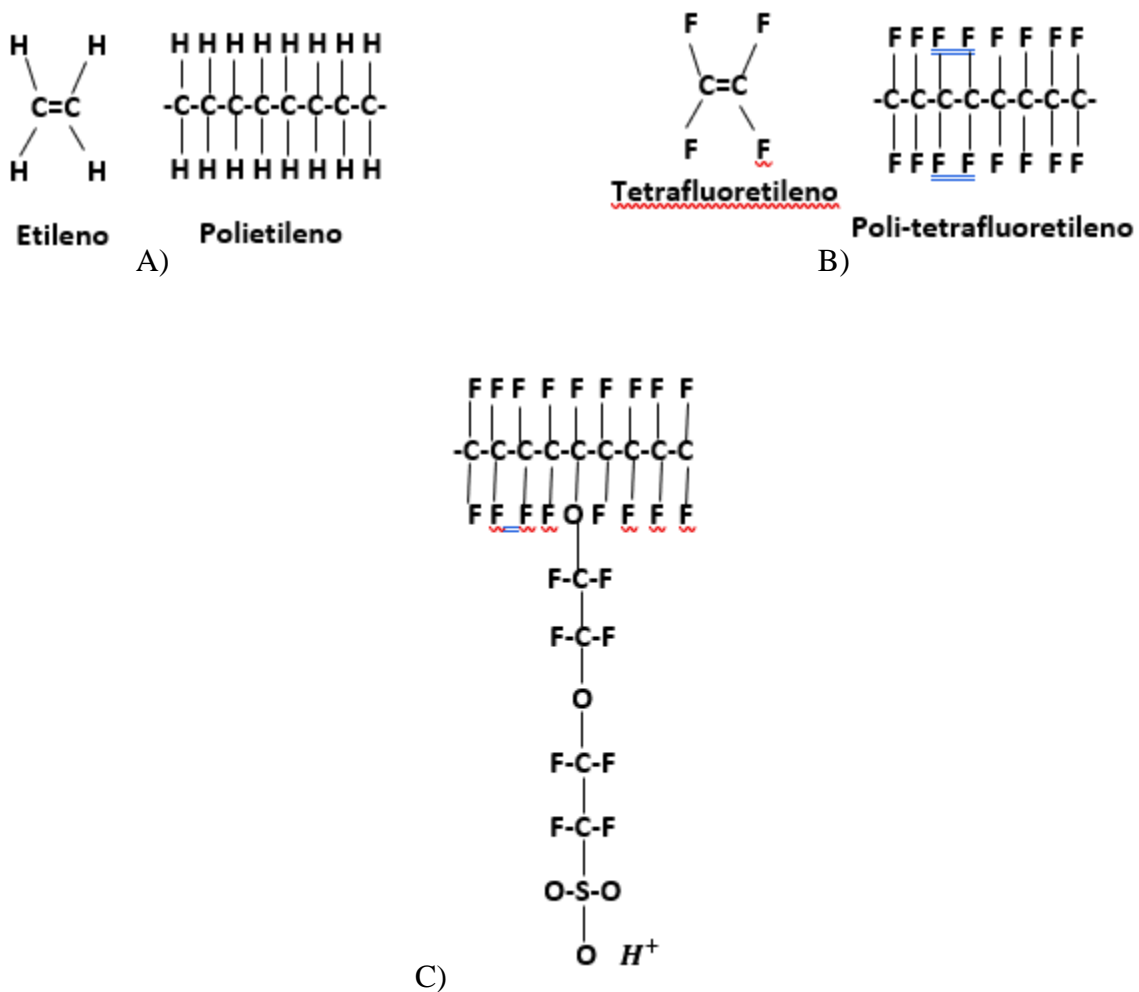 H H H H H H H H H H
C=C -C-C-C-C-C-C-C-C-
H H H H H H H H H H
Etileno Polietileno
A)
F F F F F F F F F F
C=C -C-C-C-C-C-C-C-C-
F F F F F F F F F F
Tetrafluoretileno
Poli-tetrafluoretileno
B)
F F F F F F F F F
-C-C-C-C-C-C-C-C-C
F F F F O F F F F
F-C-F
F-C-F
O
F-C-F
F-C-F
O-S-O
O H⁺
C)